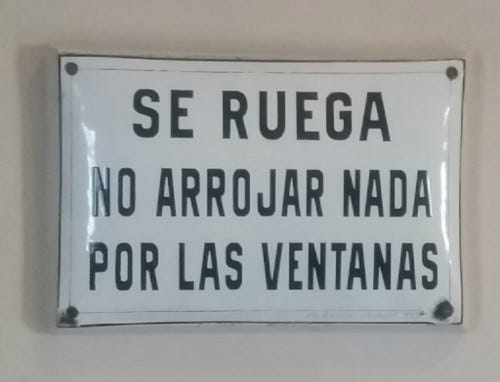 SE RUEGA
NO ARROJAR NADA
POR LAS VENTANAS